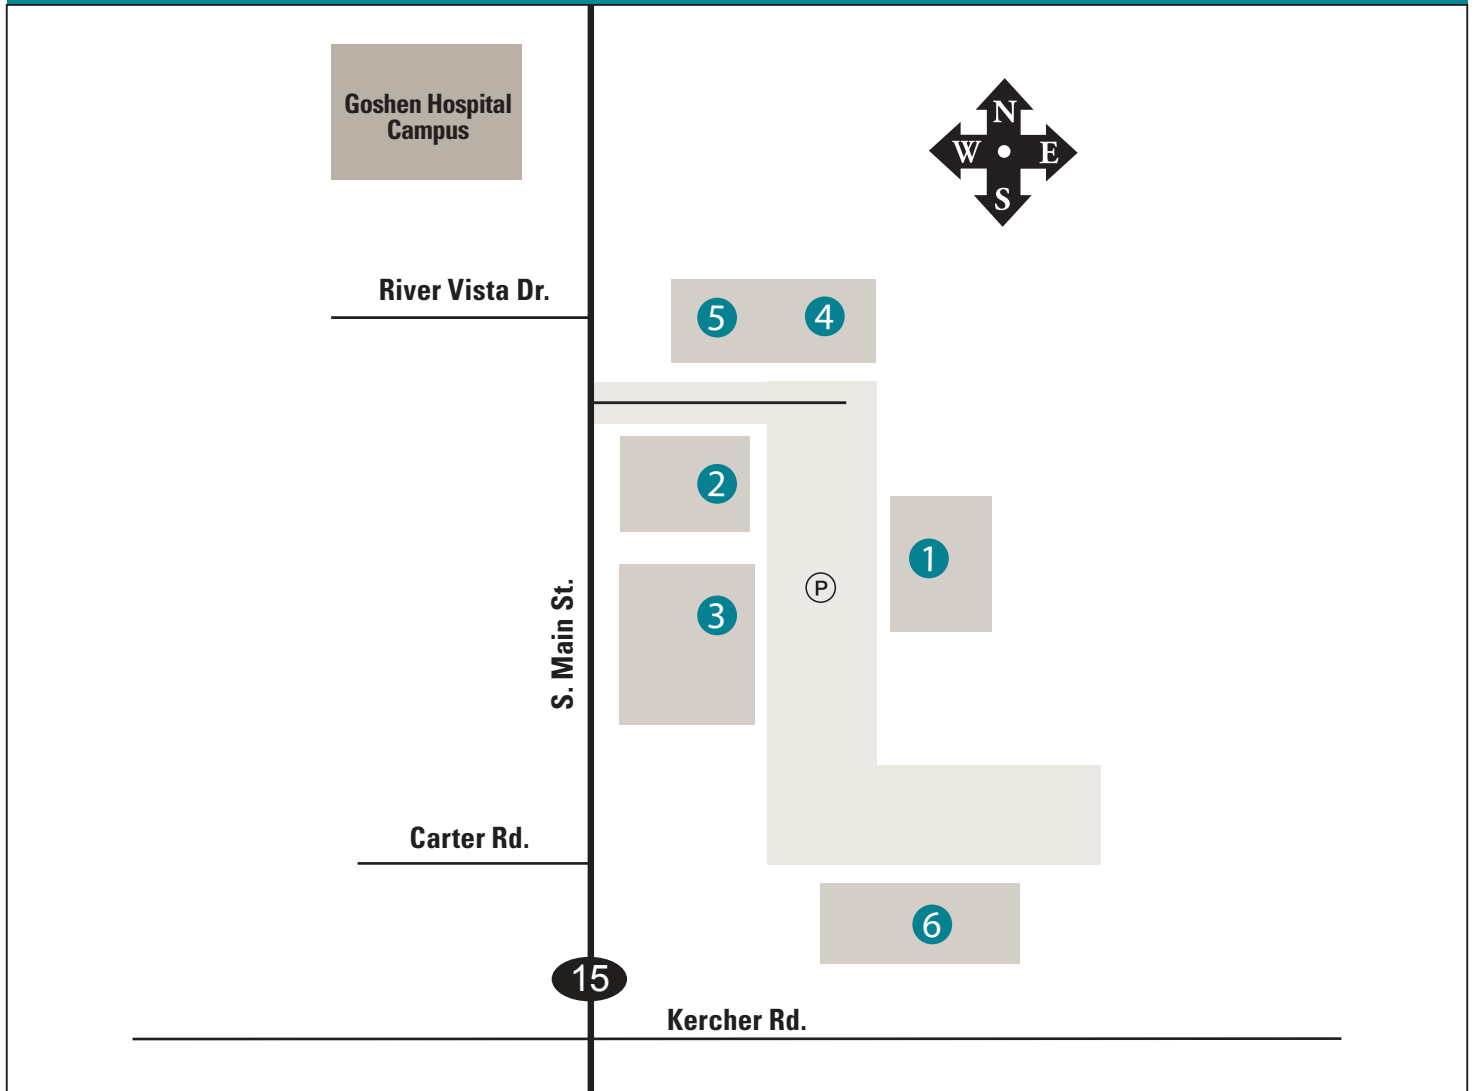 Goshen Hospital
Campus
N
W E
S
River Vista Dr.
5 4
2
1
P
3
S. Main St.
Carter Rd.
6
15
Kercher Rd.